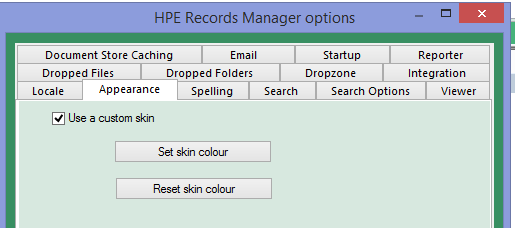 HPE Records Manager options
Document Store Caching Email Startup Reporter
Dropped Files Dropped Folders Dropzone Integration
Locale Appearance Spelling Search Search Options Viewer
Use a custom skin
Set skin colour
Reset skin colour